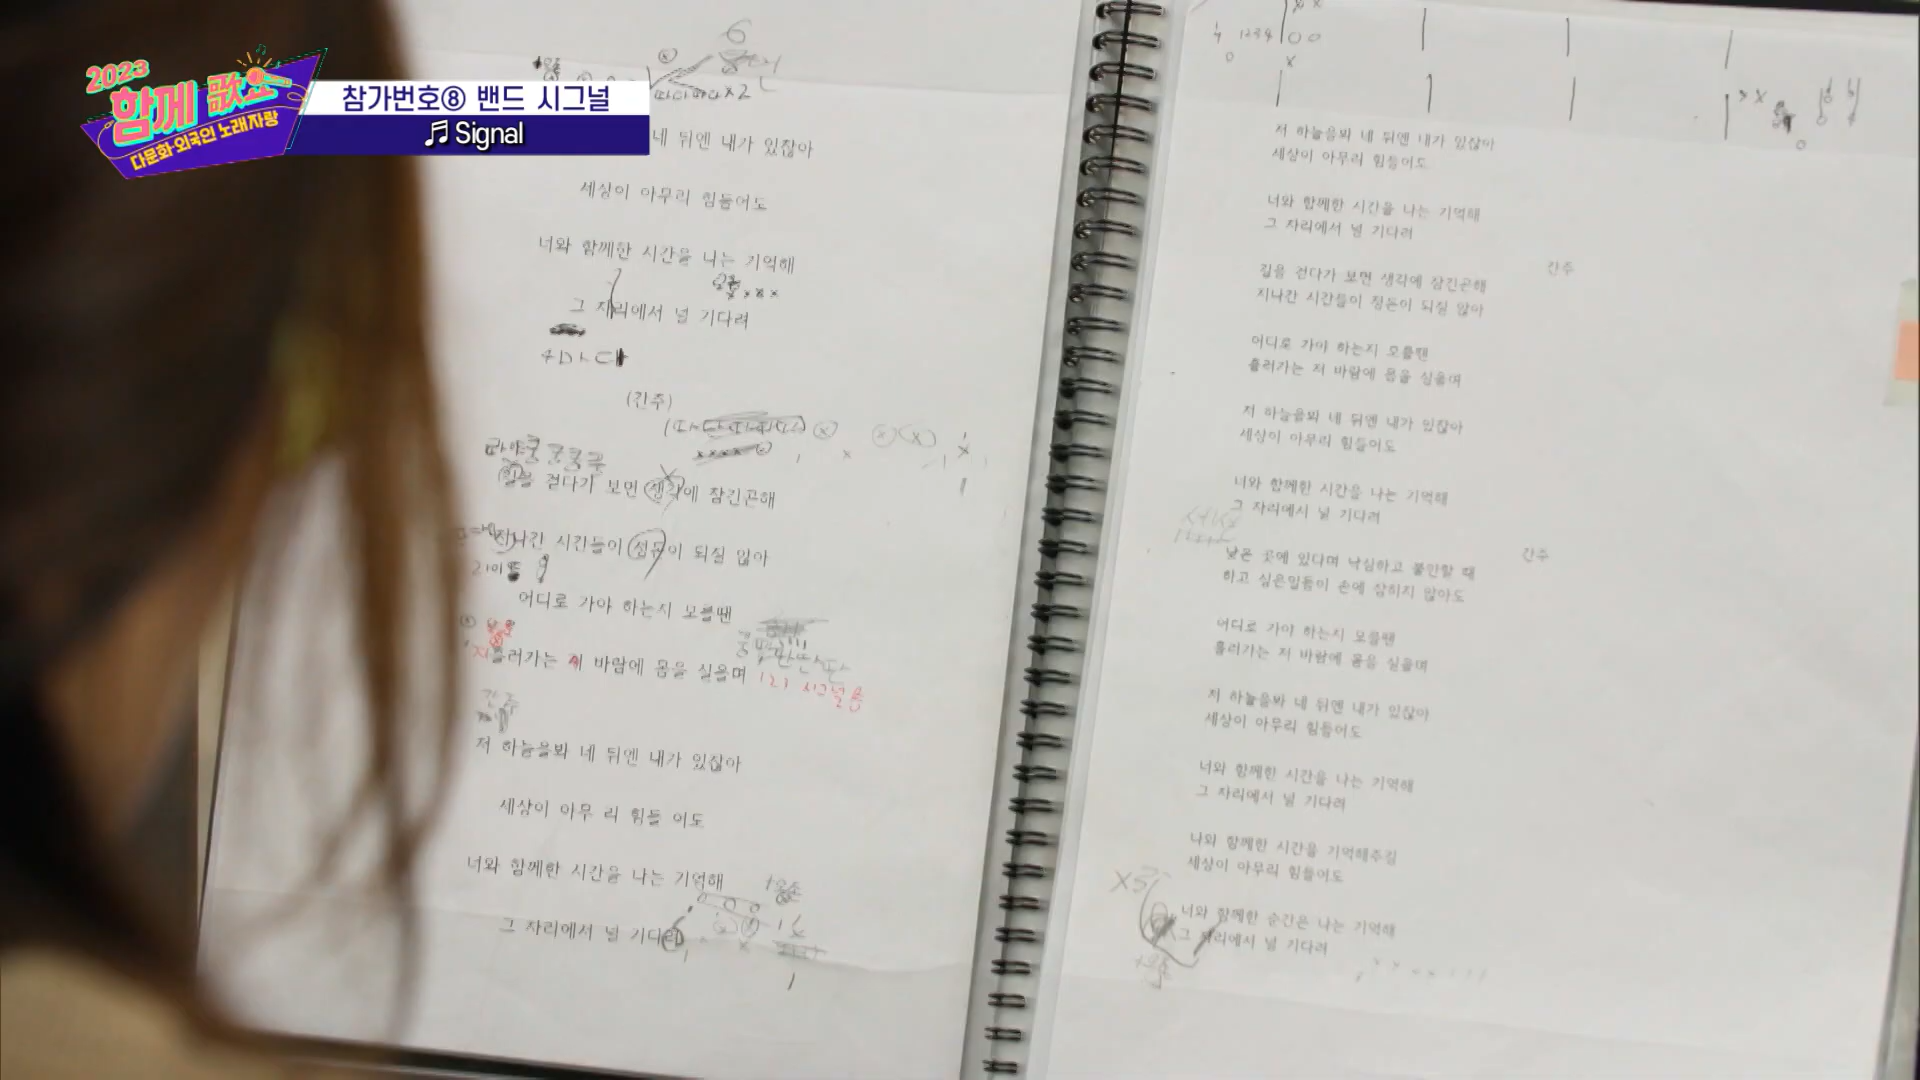 2023
함께 歌요
다문화·외국인 노래자랑
참가번호⑧ 밴드 시그널
♬ Signal
6
네 뒤엔 내가 있잖아
세상이 아무리 힘들어도
너와 함께한 시간을 나는 기억해
그 자리에서 널 기다려
(간주)
걷다가 보면 생각에 잠긴곤해
지나간 시간들이 정돈이 되질 않아
어디로 가야 하는지 모를땐
흘러가는 저 바람에 몸을 실을며
1 2 3 시그널
간주
저 하늘을봐 네 뒤엔 내가 있잖아
세상이 아무 리 힘들 어도
너와 함께한 시간을 나는 기억해
그 자리에서 널 기다려
1234
저 하늘을봐 네 뒤엔 내가 있잖아
세상이 아무리 힘들어도
너와 함께한 시간을 나는 기억해
그 자리에서 널 기다려
간주
길을 걷다가 보면 생각에 잠긴곤해
지나간 시간들이 정돈이 되질 않아
어디로 가야 하는지 모를땐
흘러가는 저 바람에 몸을 실을며
저 하늘을봐 네 뒤엔 내가 있잖아
세상이 아무리 힘들어도
너와 함께한 시간을 나는 기억해
그 자리에서 널 기다려
간주
낯은 곳에 있다며 낙심하고 불안할 때
하고 싶은일들이 손에 잡히지 않아도
어디로 가야 하는지 모를땐
흘러가는 저 바람에 몸을 실을며
저 하늘을봐 네 뒤엔 내가 있잖아
세상이 아무리 힘들어도
너와 함께한 시간을 나는 기억해
그 자리에서 널 기다려
나와 함께한 시간을 기억해주길
세상이 아무리 힘들어도
너와 함께한 순간은 나는 기억해
그 자리에서 널 기다려